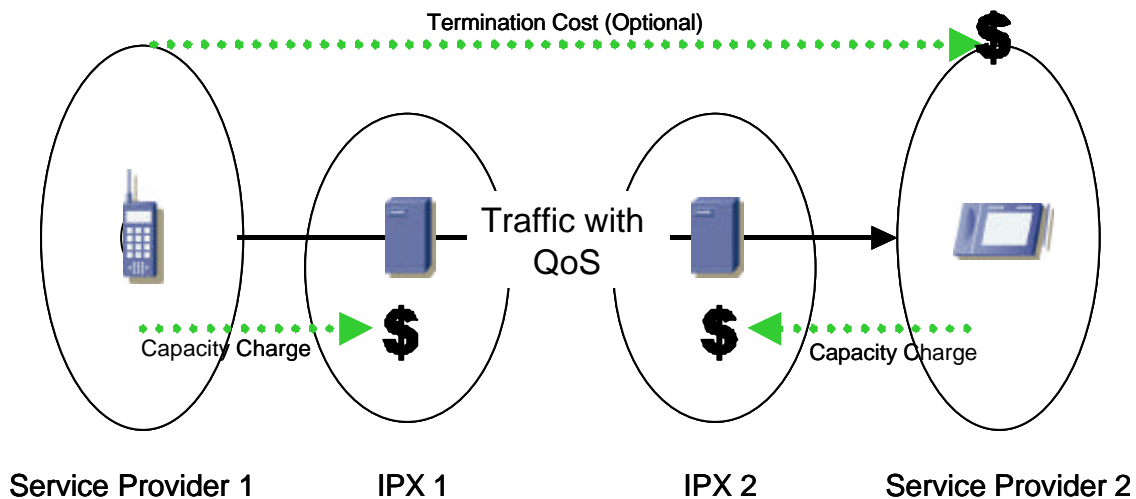 Termination Cost (Optional)
$
Traffic with
QoS
$
$
Capacity Charge
Capacity Charge
Service Provider 1
IPX 1
IPX 2
Service Provider 2